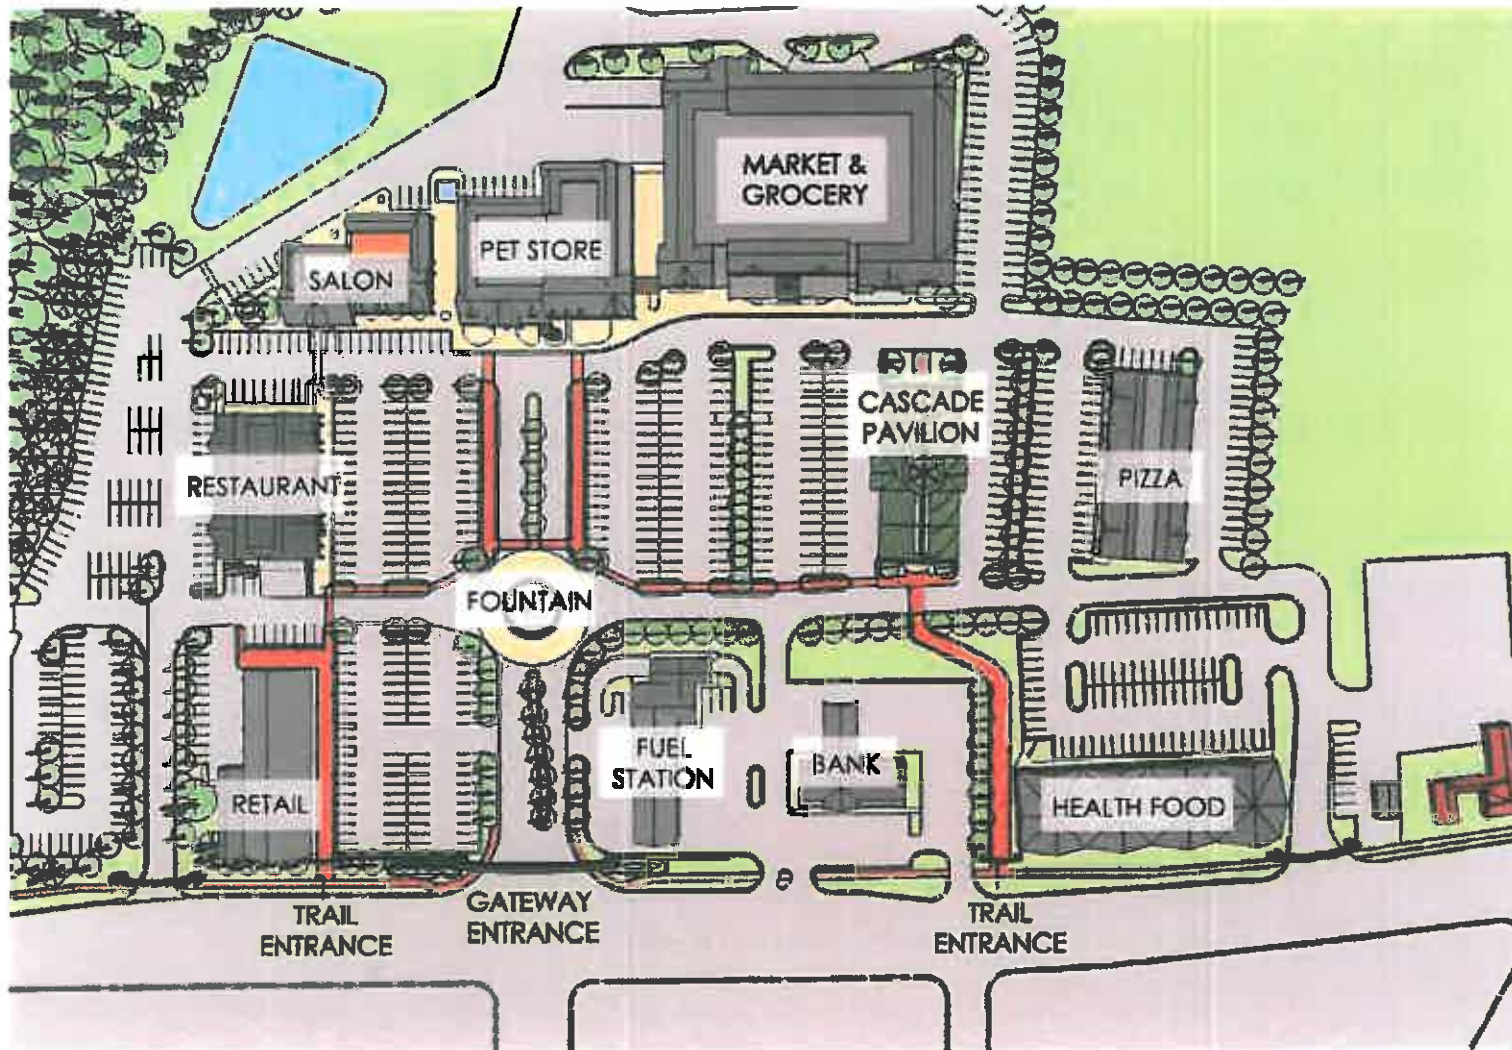 MARKET &
GROCERY
PET STORE
SALON
CASCADE
PAVILION
RESTAURANT
PIZZA
FOUNTAIN
FUEL
STATION
BANK
RETAIL
HEALTH FOOD
TRAIL
ENTRANCE
GATEWAY
ENTRANCE
TRAIL
ENTRANCE